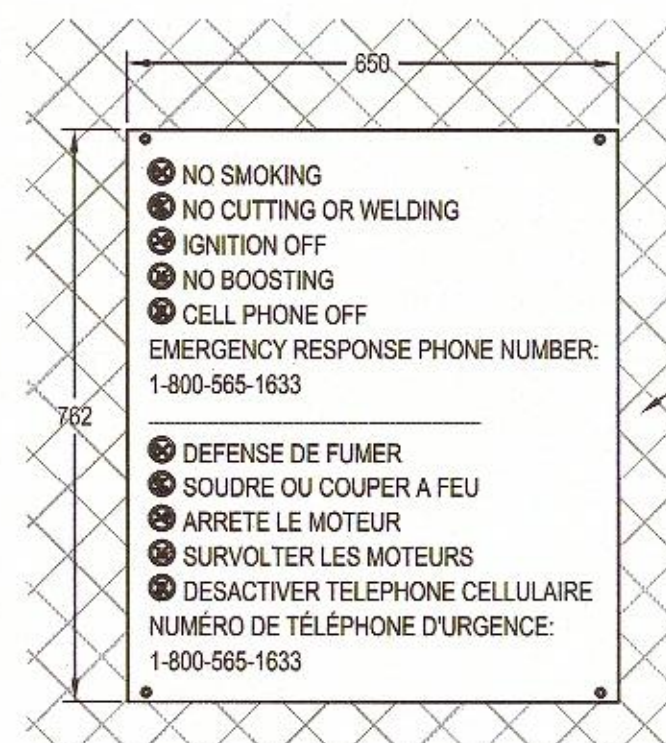 650
NO SMOKING
NO CUTTING OR WELDING
IGNITION OFF
NO BOOSTING
CELL PHONE OFF
EMERGENCY RESPONSE PHONE NUMBER:
1-800-565-1633
762
DEFENSE DE FUMER
SOUDRE OU COUPER A FEU
ARRETE LE MOTEUR
SURVOLTER LES MOTEURS
DESACTIVER TELEPHONE CELLULAIRE
NUMÉRO DE TÉLÉPHONE D'URGENCE:
1-800-565-1633